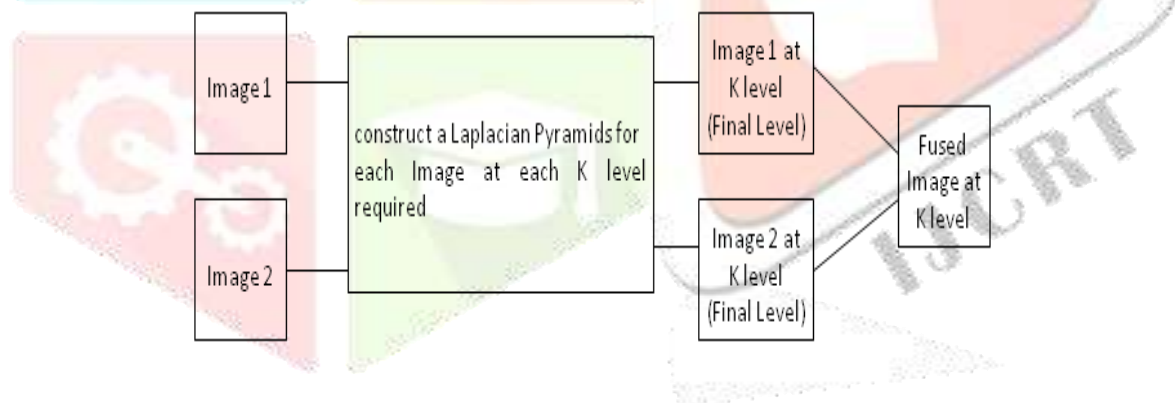 Image 1
Image 2
construct a Laplacian Pyramids for
each Image at each K level
required
Image 1 at
K level
(Final Level)
Image 2 at
K level
(Final Level)
Fused
Image at
K level
IJCRT